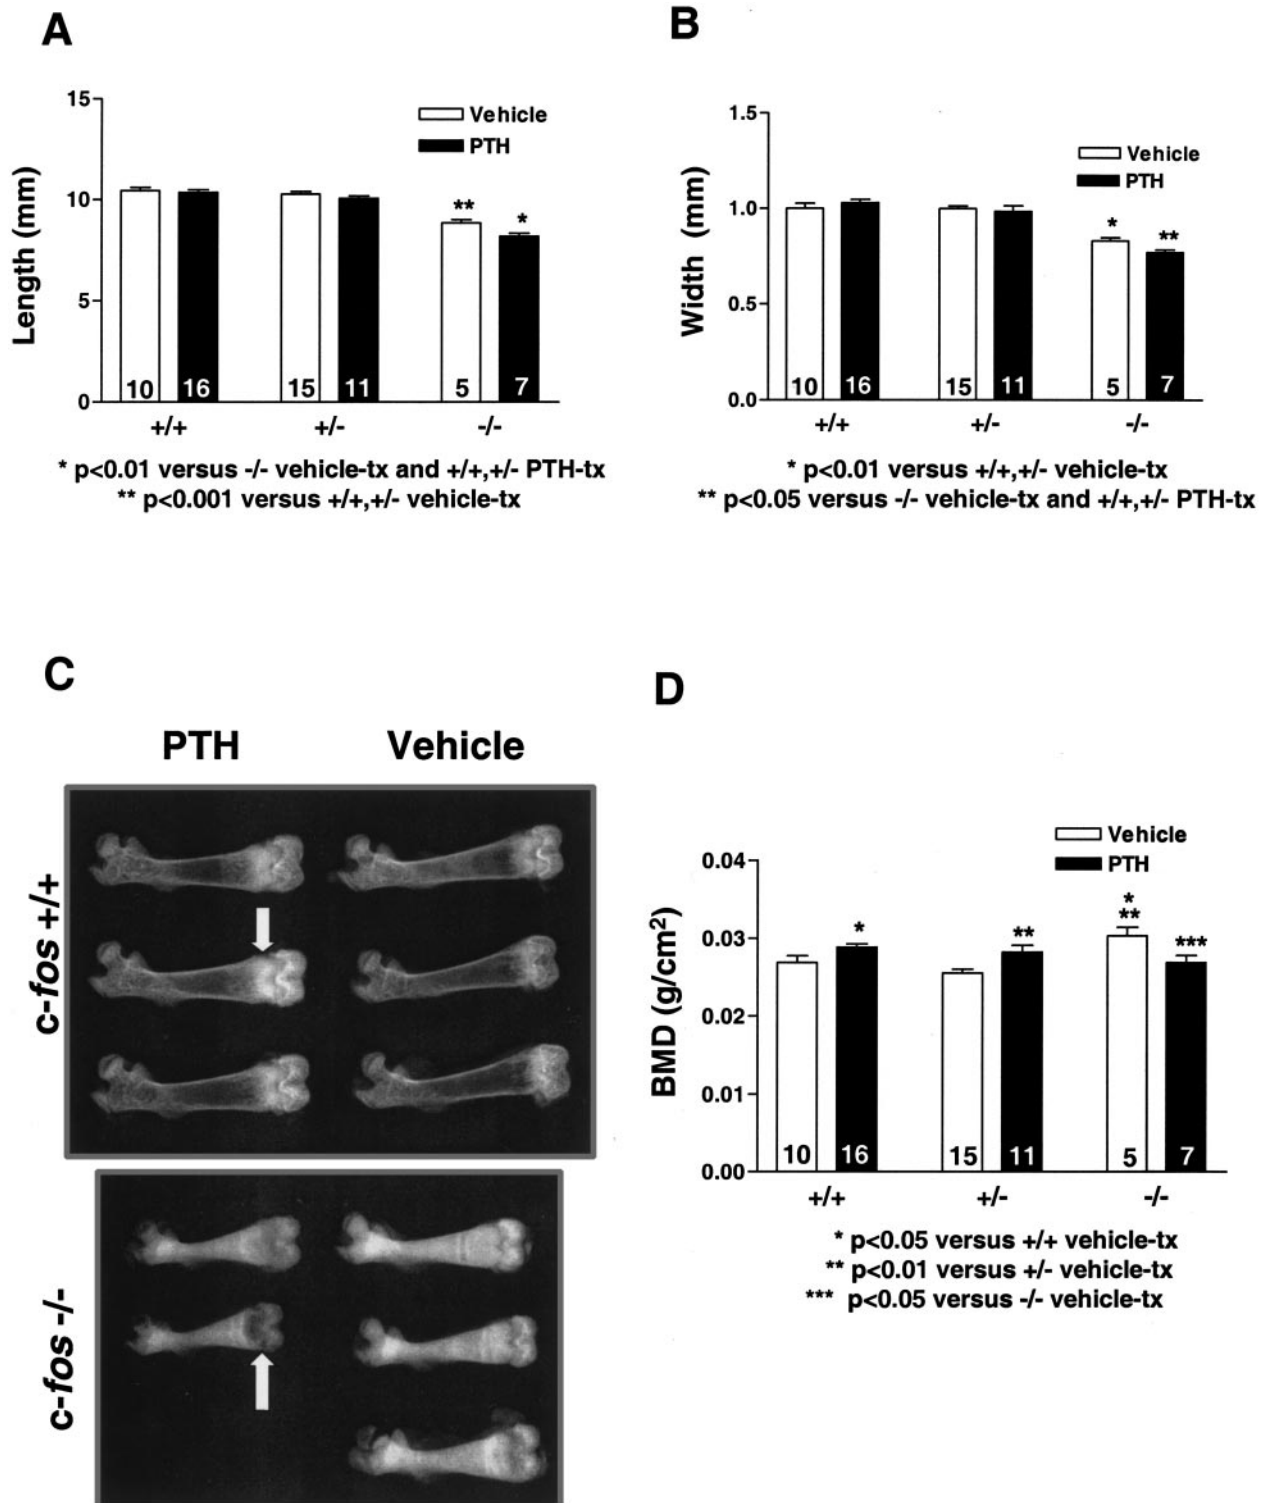 A
15
10
5
0
Length (mm)
Vehicle
PTH
**
*
10 16 15 11 5 7
+/+ +/- -/-
* p<0.01 versus -/- vehicle-tx and +/+,+/- PTH-tx
** p<0.001 versus +/+,+/- vehicle-tx
B
1.5
1.0
0.5
0.0
Width (mm)
Vehicle
PTH
*
**
10 16 15 11 5 7
+/+ +/- -/-
* p<0.01 versus +/+,+/- vehicle-tx
** p<0.05 versus -/- vehicle-tx and +/+,+/- PTH-tx
C
PTH Vehicle
c-fos +/+
c-fos -/-
D
0.04
0.03
0.02
0.01
0.00
BMD (g/cm²)
Vehicle
PTH
*
**
*
**
***
10 16 15 11 5 7
+/+ +/- -/-
* p<0.05 versus +/+ vehicle-tx
** p<0.01 versus +/- vehicle-tx
*** p<0.05 versus -/- vehicle-tx